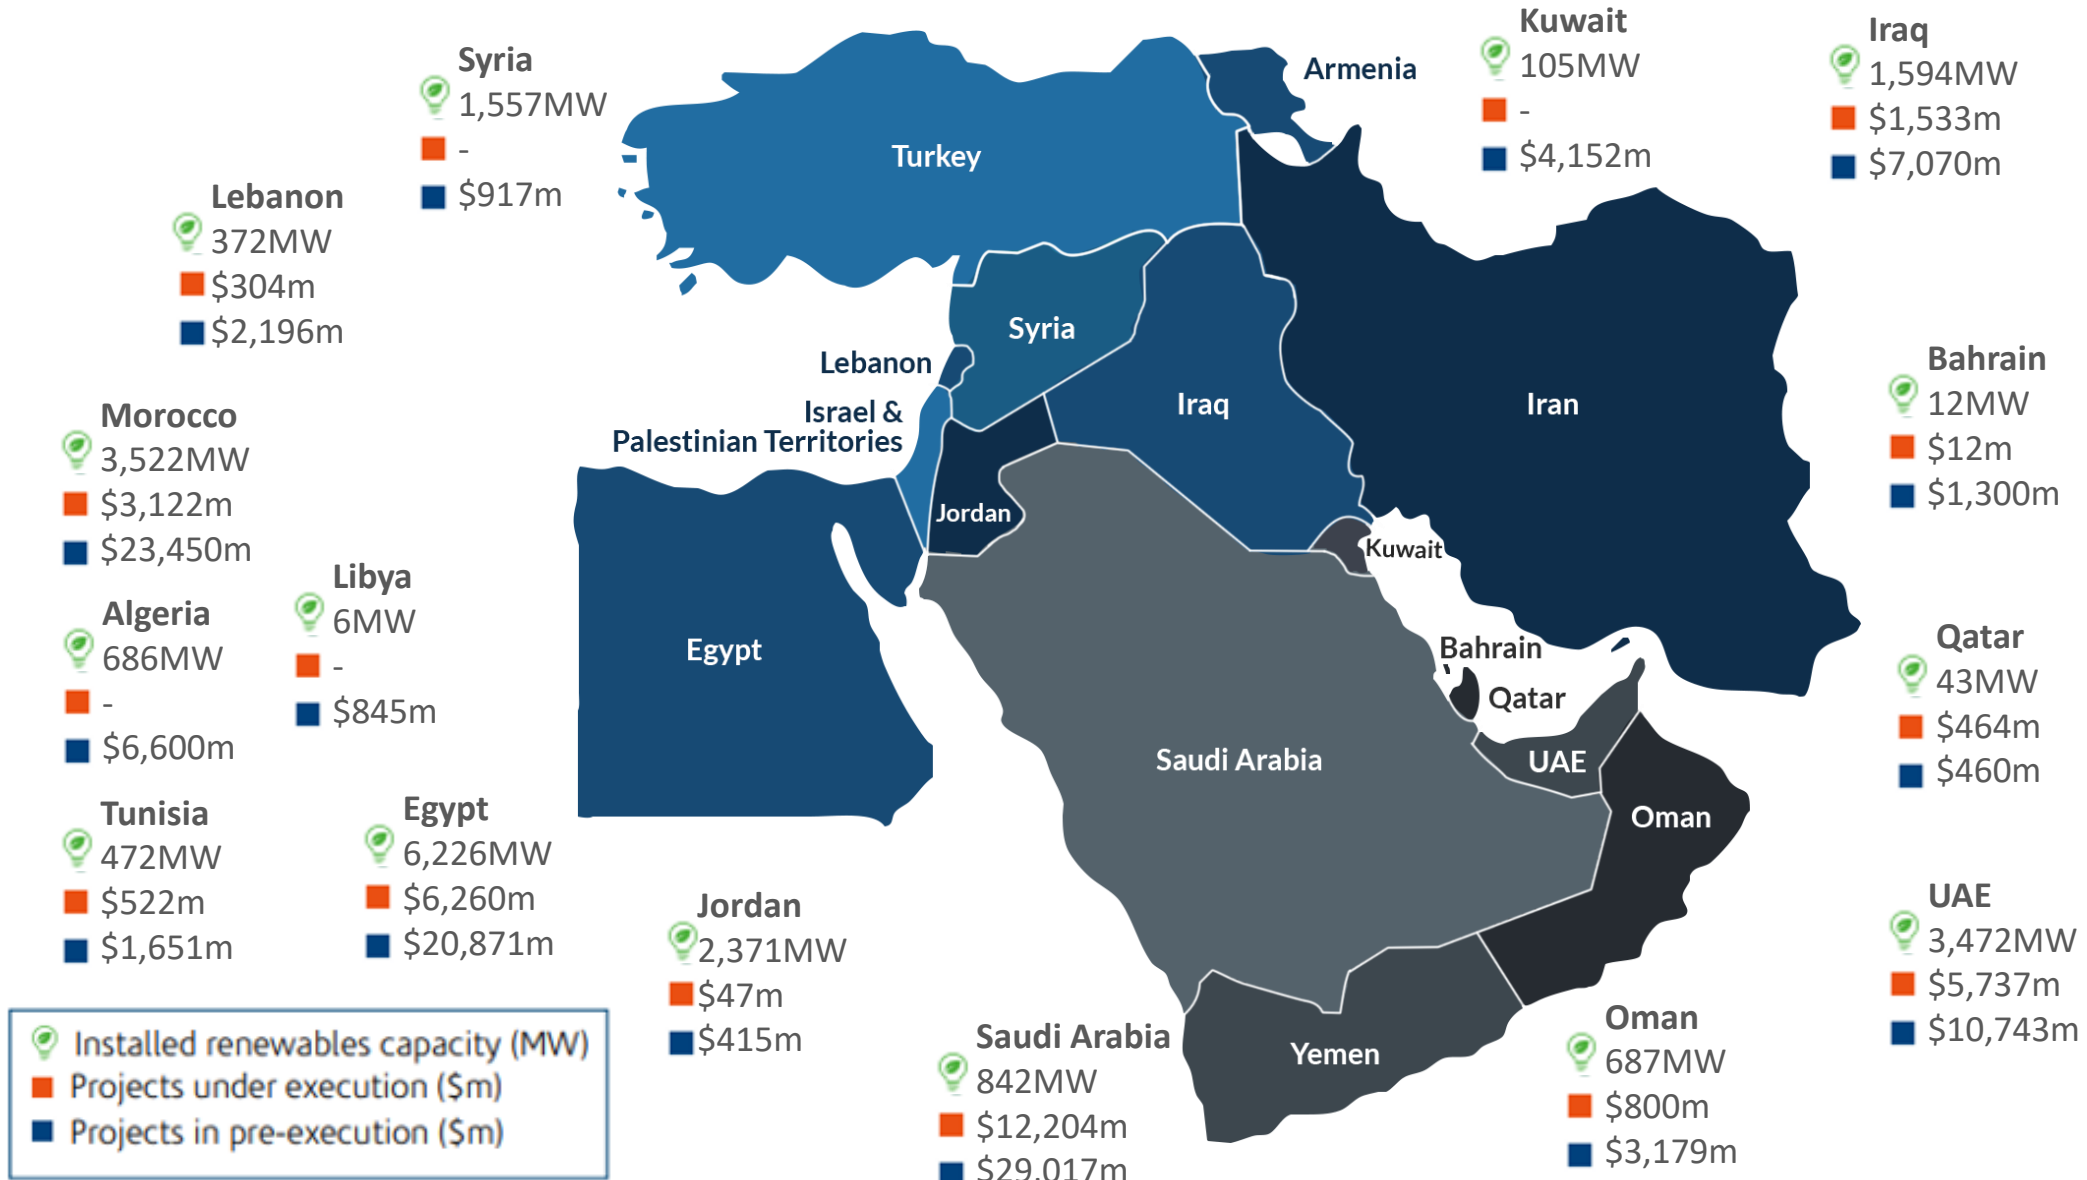 Syria
1,557MW
-
$917m
Kuwait
105MW
-
$4,152m
Iraq
1,594MW
$1,533m
$7,070m
Lebanon
372MW
$304m
$2,196m
Morocco
3,522MW
$3,122m
$23,450m
Libya
6MW
-
$845m
Algeria
686MW
-
$6,600m
Tunisia
472MW
$522m
$1,651m
Egypt
6,226MW
$6,260m
$20,871m
Jordan
2,371MW
$47m
$415m
Saudi Arabia
842MW
$12,204m
$29,017m
Oman
687MW
$800m
$3,179m
Bahrain
12MW
$12m
$1,300m
Qatar
43MW
$464m
$460m
UAE
3,472MW
$5,737m
$10,743m
Armenia
Turkey
Syria
Lebanon
Israel &
Palestinian Territories
Iraq
Iran
Jordan
Kuwait
Egypt
Bahrain
Qatar
Saudi Arabia
UAE
Oman
Yemen
Installed renewables capacity (MW)
Projects under execution ($m)
Projects in pre-execution ($m)